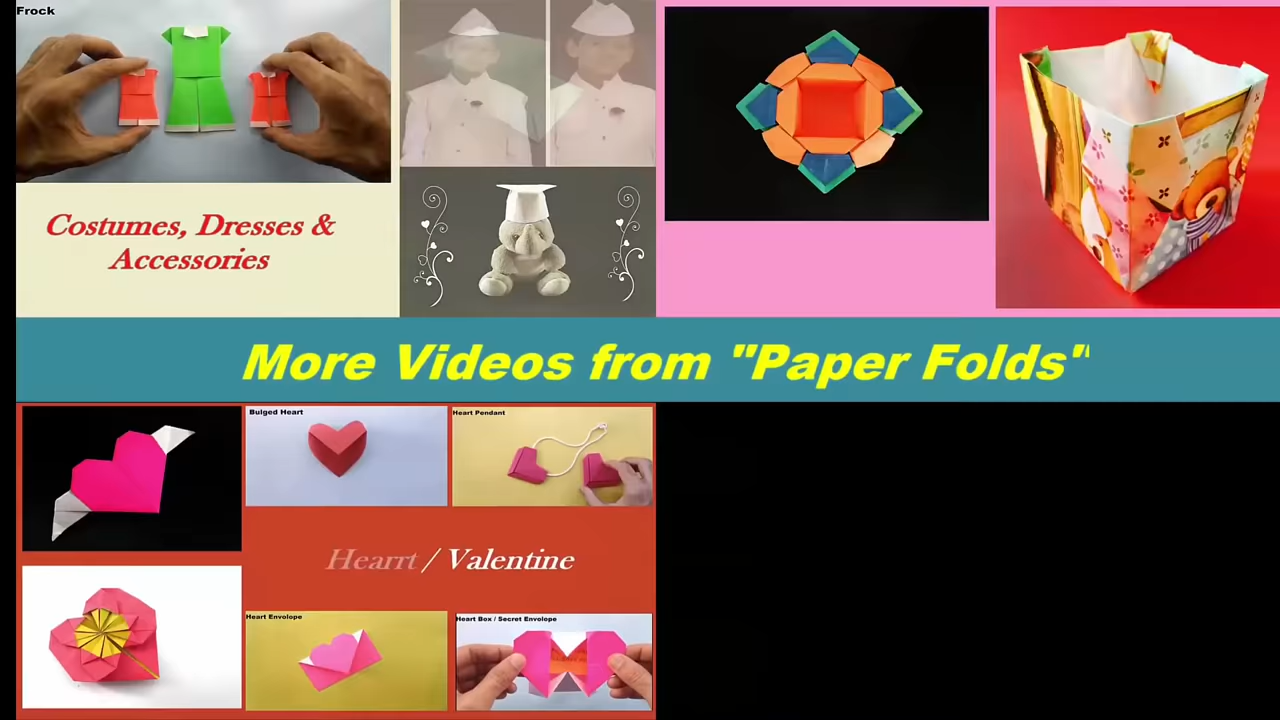 Frock
Costumes, Dresses &
Accessories
More Videos from "Paper Folds"
Bulged Heart
Heart Pendant
Hearrt / Valentine
Heart Envelope
Heart Box / Secret Envelope